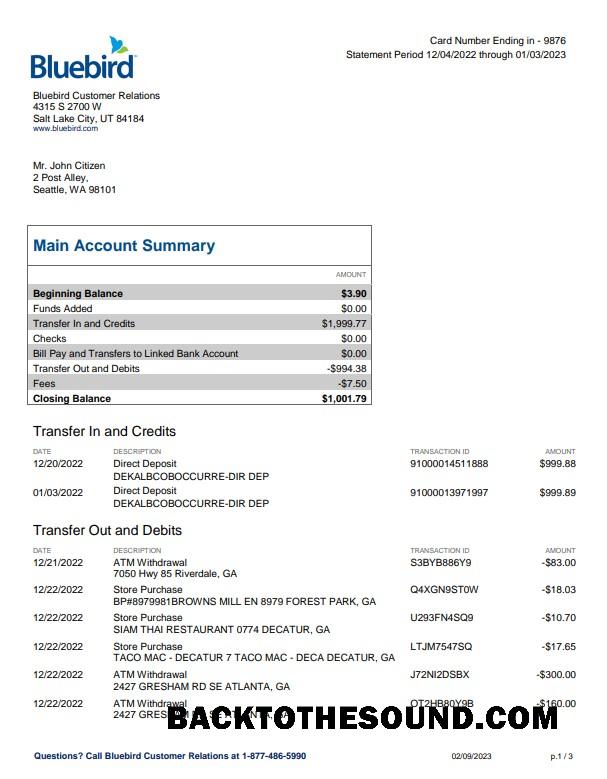 Bluebird
Card Number Ending in - 9876
Statement Period 12/04/2022 through 01/03/2023
Bluebird Customer Relations
4315 S 2700 W
Salt Lake City, UT 84184
www.bluebird.com
Mr. John Citizen
2 Post Alley,
Seattle, WA 98101
Main Account Summary
AMOUNT
Beginning Balance $3.90
Funds Added $0.00
Transfer In and Credits $1,999.77
Checks $0.00
Bill Pay and Transfers to Linked Bank Account $0.00
Transfer Out and Debits -$994.38
Fees -$7.50
Closing Balance $1,001.79
Transfer In and Credits
DATE DESCRIPTION TRANSACTION ID AMOUNT
12/20/2022 Direct Deposit 91000014511888 $999.88
DEKALBCOBOCCURRE-DIR DEP
01/03/2022 Direct Deposit 91000013971997 $999.89
DEKALBCOBOCCURRE-DIR DEP
Transfer Out and Debits
DATE DESCRIPTION TRANSACTION ID AMOUNT
12/21/2022 ATM Withdrawal S3BYB886Y9 -$83.00
7050 Hwy 85 Riverdale, GA
12/22/2022 Store Purchase Q4XGN9ST0W -$18.03
BP#8979981BROWNS MILL EN 8979 FOREST PARK, GA
12/22/2022 Store Purchase U293FN4SQ9 -$10.70
SIAM THAI RESTAURANT 0774 DECATUR, GA
12/22/2022 Store Purchase LTJM7547SQ -$17.65
TACO MAC - DECATUR 7 TACO MAC - DECA DECATUR, GA
12/22/2022 ATM Withdrawal J72NI2DSBX -$300.00
2427 GRESHAM RD SE ATLANTA, GA
12/22/2022 ATM Withdrawal OT2HB80Y9B -$160.00
2427 GRESHAM RD SE ATLANTA, GA
BACKTOTHESOUND.COM
Questions? Call Bluebird Customer Relations at 1-877-486-5990 02/09/2023 p.1 / 3